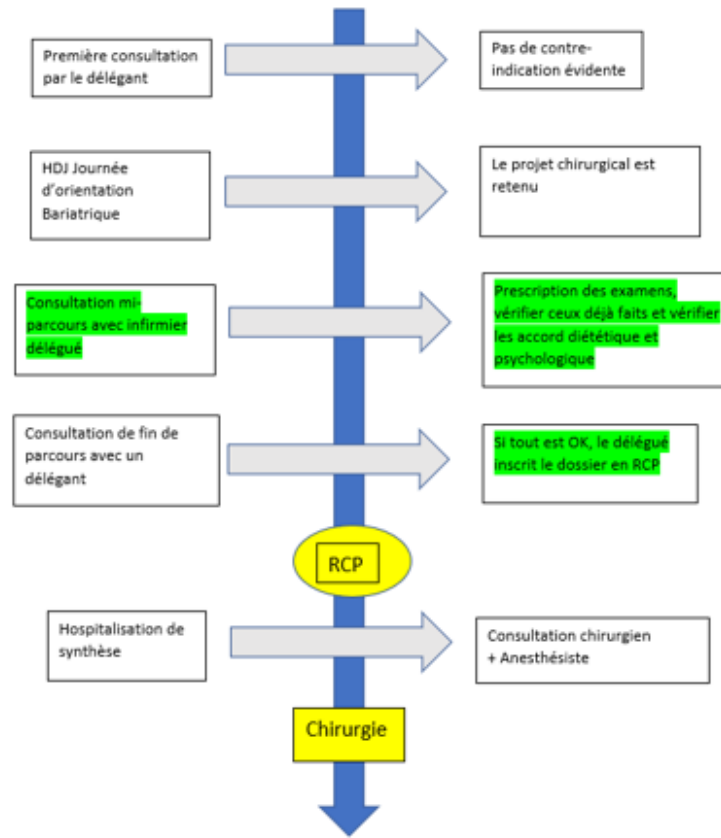 Première consultation
par le délégant
Pas de contre-
indication évidente
HDJ Journée
d'orientation
Bariatrique
Le projet chirurgical est
retenu
Consultation mi-
parcours avec infirmier
délégué
Prescription des examens,
vérifier ceux déjà faits et vérifier
les accord diététique et
psychologique
Consultation de fin de
parcours avec un
délégant
Si tout est OK, le délégué
inscrit le dossier en RCP
RCP
Hospitalisation de
synthèse
Consultation chirurgien
+ Anesthésiste
Chirurgie